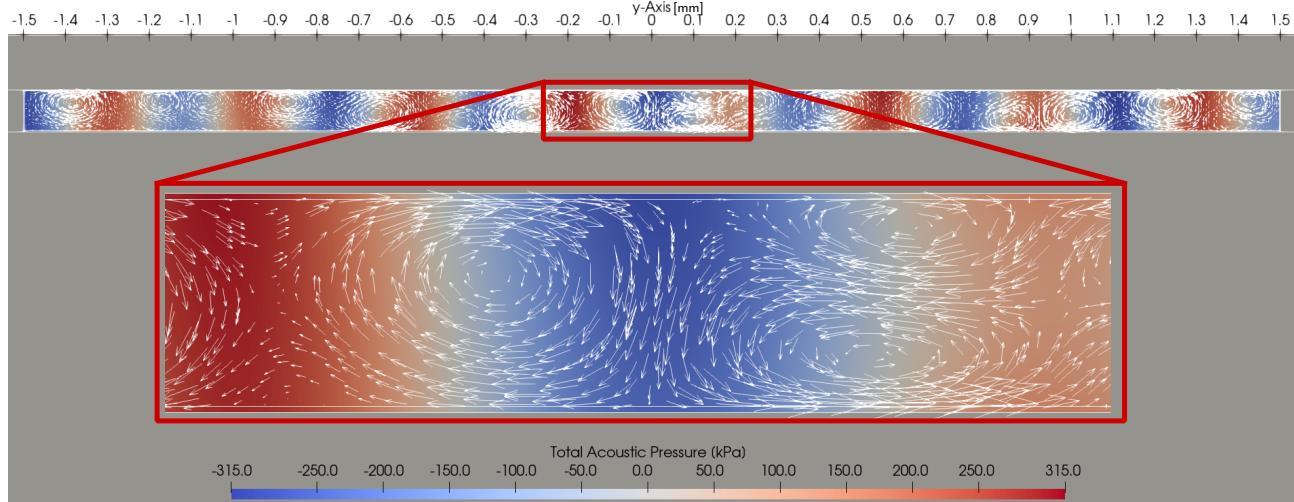 y-Axis [mm]
-1.5 -1.4 -1.3 -1.2 -1.1 -1 -0.9 -0.8 -0.7 -0.6 -0.5 -0.4 -0.3 -0.2 -0.1 0 0.1 0.2 0.3 0.4 0.5 0.6 0.7 0.8 0.9 1 1.1 1.2 1.3 1.4 1.5
Total Acoustic Pressure (kPa)
-315.0 -250.0 -200.0 -150.0 -100.0 -50.0 0.0 50.0 100.0 150.0 200.0 250.0 315.0